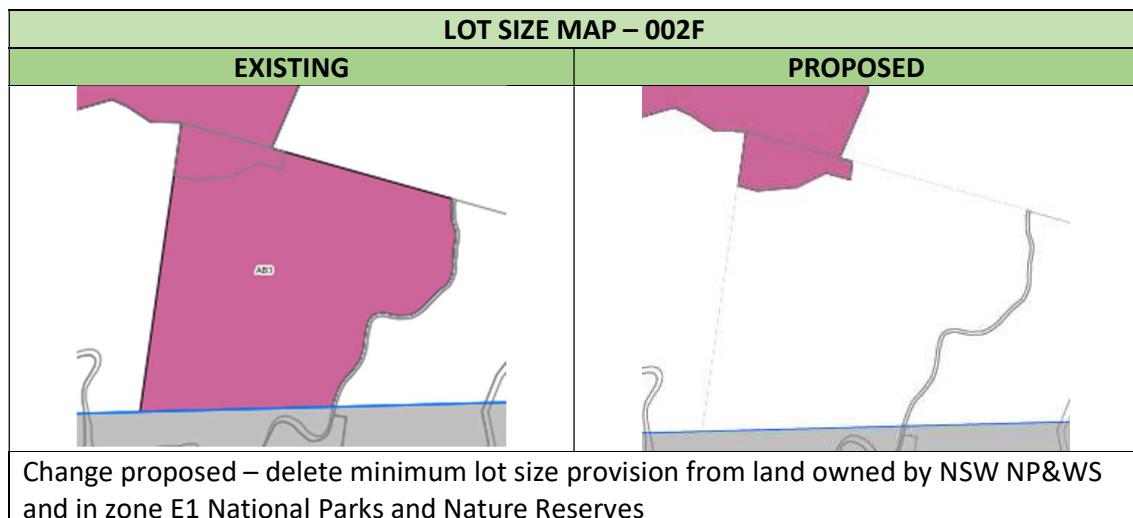 LOT SIZE MAP – 002F
EXISTING
PROPOSED
AB3
Change proposed – delete minimum lot size provision from land owned by NSW NP&WS
and in zone E1 National Parks and Nature Reserves